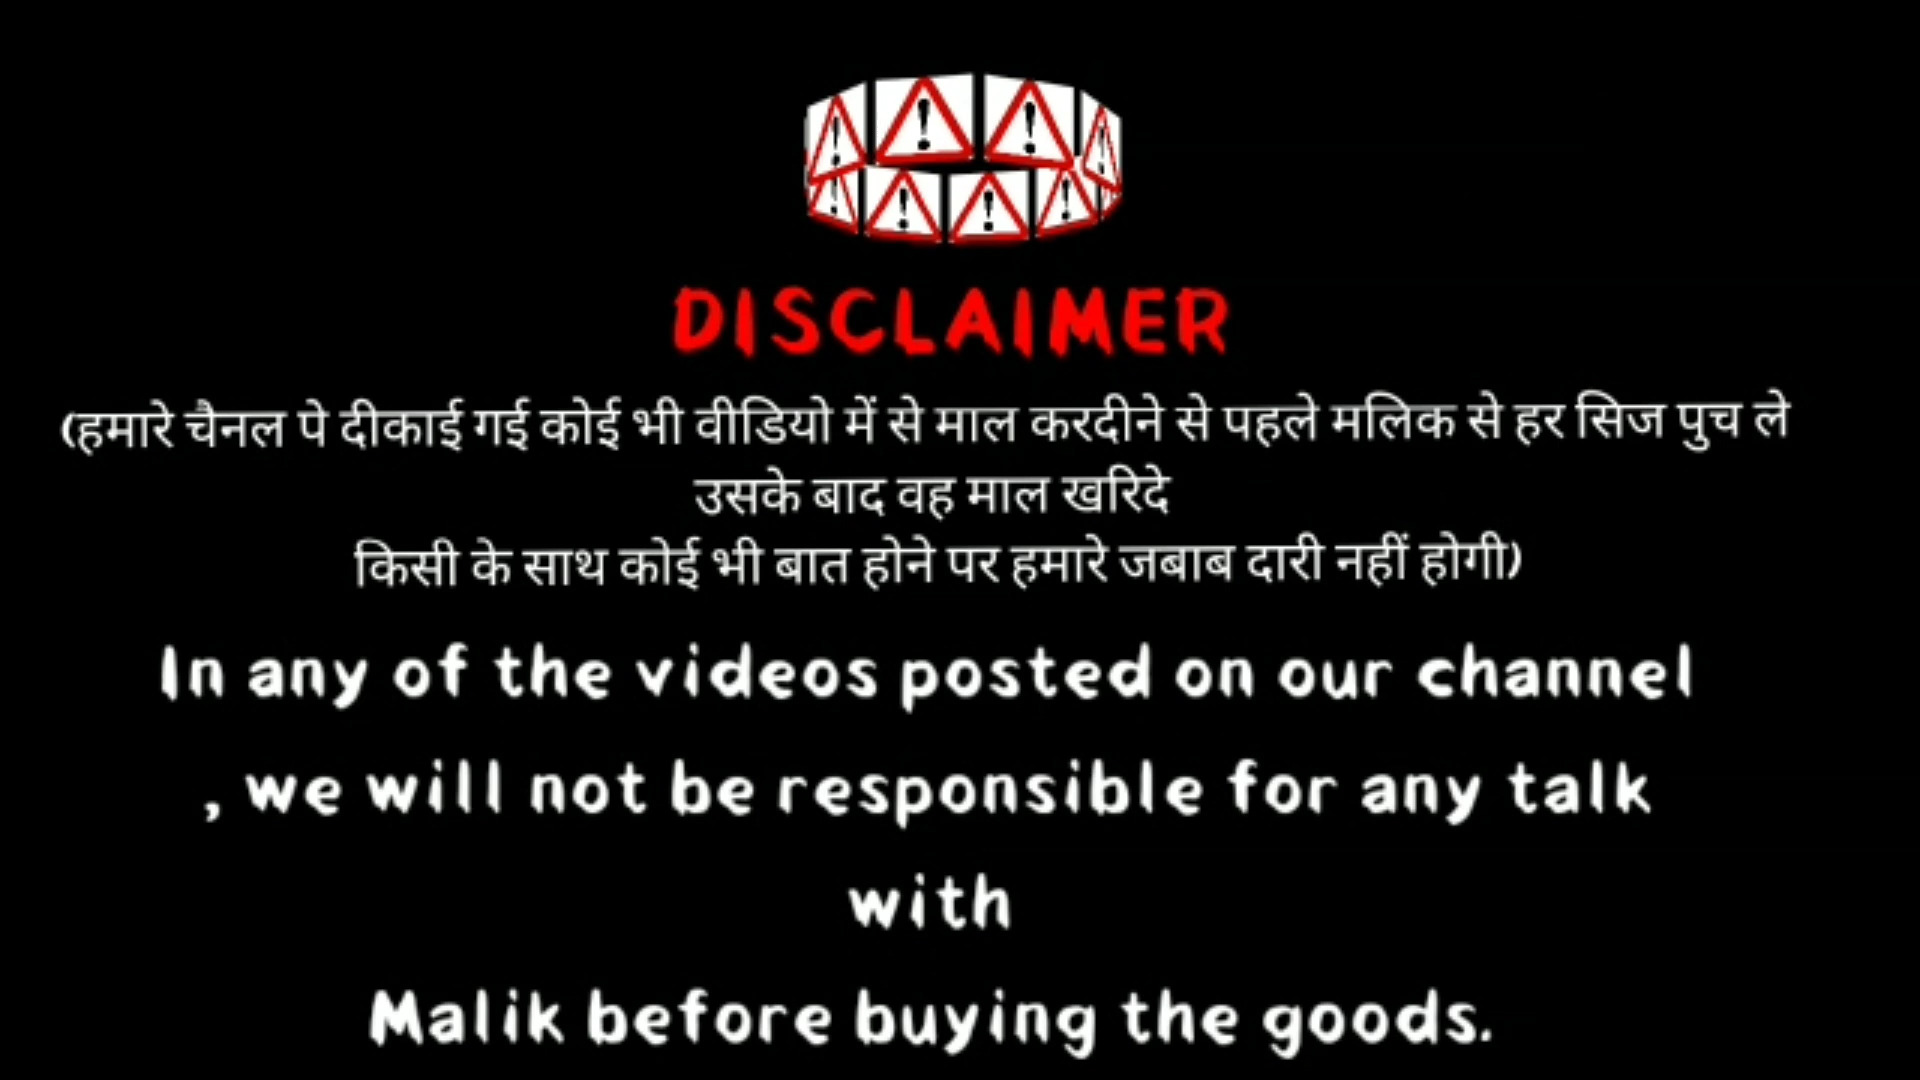 DISCLAIMER
(हमारे चैनल पे दीकाई गई कोई भी वीडियो में से माल करदीने से पहले मलिक से हर सिज पुच ले
उसके बाद वह माल खरिदे
किसी के साथ कोई भी बात होने पर हमारे जबाब दारी नहीं होगी)
In any of the videos posted on our channel
, we will not be responsible for any talk
with
Malik before buying the goods.